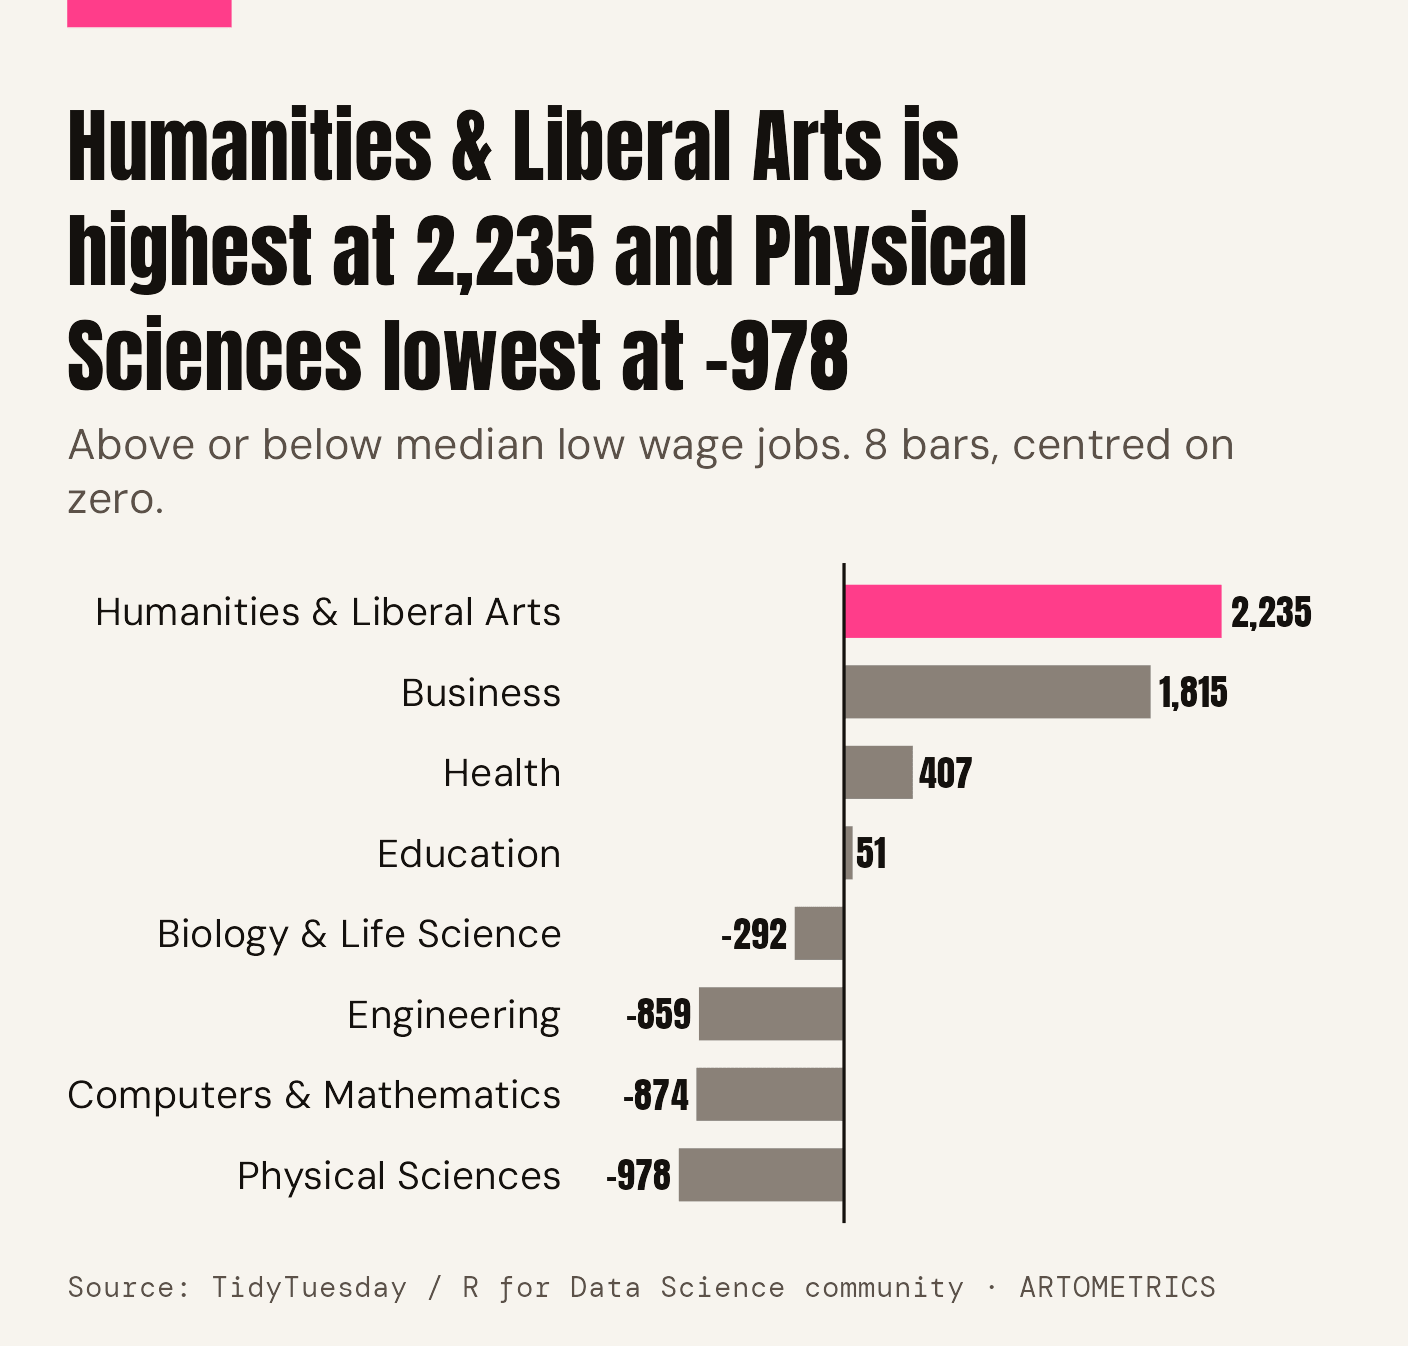 Humanities & Liberal Arts is
highest at 2,235 and Physical
Sciences lowest at -978
Above or below median low wage jobs. 8 bars, centred on
zero.
Humanities & Liberal Arts 2,235
Business 1,815
Health 407
Education 51
Biology & Life Science -292
Engineering -859
Computers & Mathematics -874
Physical Sciences -978
Source: TidyTuesday / R for Data Science community · ARTOMETRICS